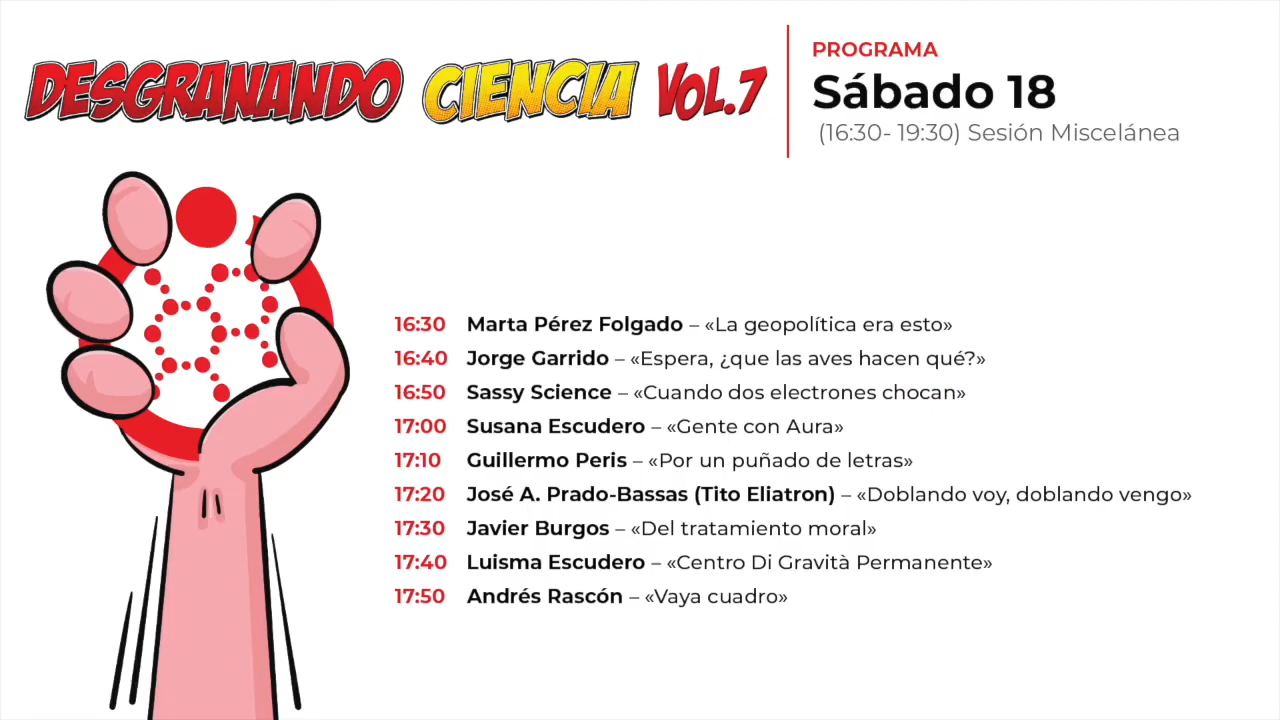 DESGRANANDO CIENCIA VOL.7
PROGRAMA
Sábado 18
(16:30- 19:30) Sesión Miscelánea
16:30 Marta Pérez Folgado – «La geopolítica era esto»
16:40 Jorge Garrido – «Espera, ¿que las aves hacen qué?»
16:50 Sassy Science – «Cuando dos electrones chocan»
17:00 Susana Escudero – «Gente con Aura»
17:10 Guillermo Peris – «Por un puñado de letras»
17:20 José A. Prado-Bassas (Tito Eliatron) – «Doblando voy, doblando vengo»
17:30 Javier Burgos – «Del tratamiento moral»
17:40 Luisma Escudero – «Centro Di Gravità Permanente»
17:50 Andrés Rascón – «Vaya cuadro»